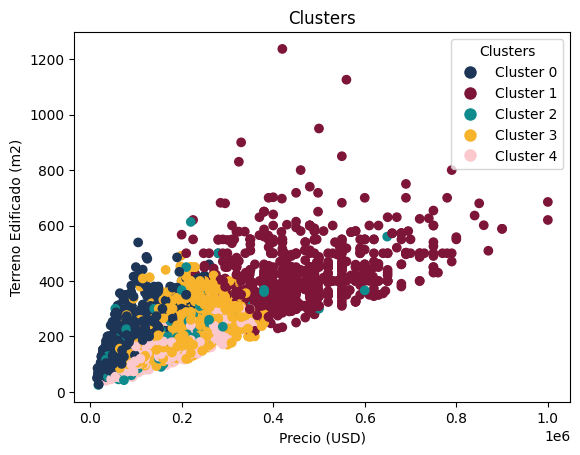 Clusters
Terreno Edificado (m2)
1200
1000
800
600
400
200
0
Clusters
Cluster 0
Cluster 1
Cluster 2
Cluster 3
Cluster 4
0.0 0.2 0.4 0.6 0.8 1.0
1e6
Precio (USD)